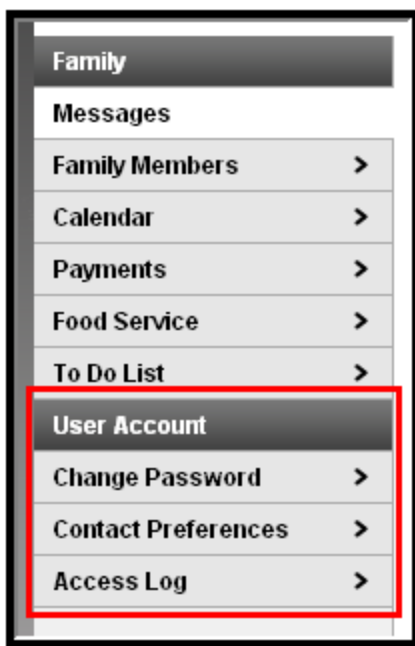 Family
Messages
Family Members
Calendar
Payments
Food Service
To Do List
User Account
Change Password
Contact Preferences
Access Log